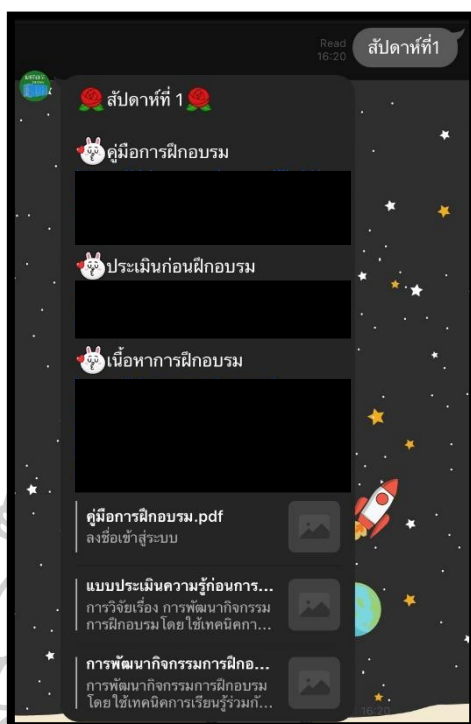 Read
16:20
สัปดาห์ที่1
สัปดาห์ที่ 1
คู่มือการฝึกอบรม
ประเมินก่อนฝึกอบรม
เนื้อหาการฝึกอบรม
คู่มือการฝึกอบรม.pdf
ลงชื่อเข้าสู่ระบบ
แบบประเมินความรู้ก่อนการ...
การวิจัยเรื่อง การพัฒนากิจกรรม
การฝึกอบรมโดยใช้เทคนิคกา...
การพัฒนากิจกรรมการฝึกอ...
การพัฒนากิจกรรมการฝึกอบรม
โดยใช้เทคนิคการเรียนรู้ร่วมกั...
16:20